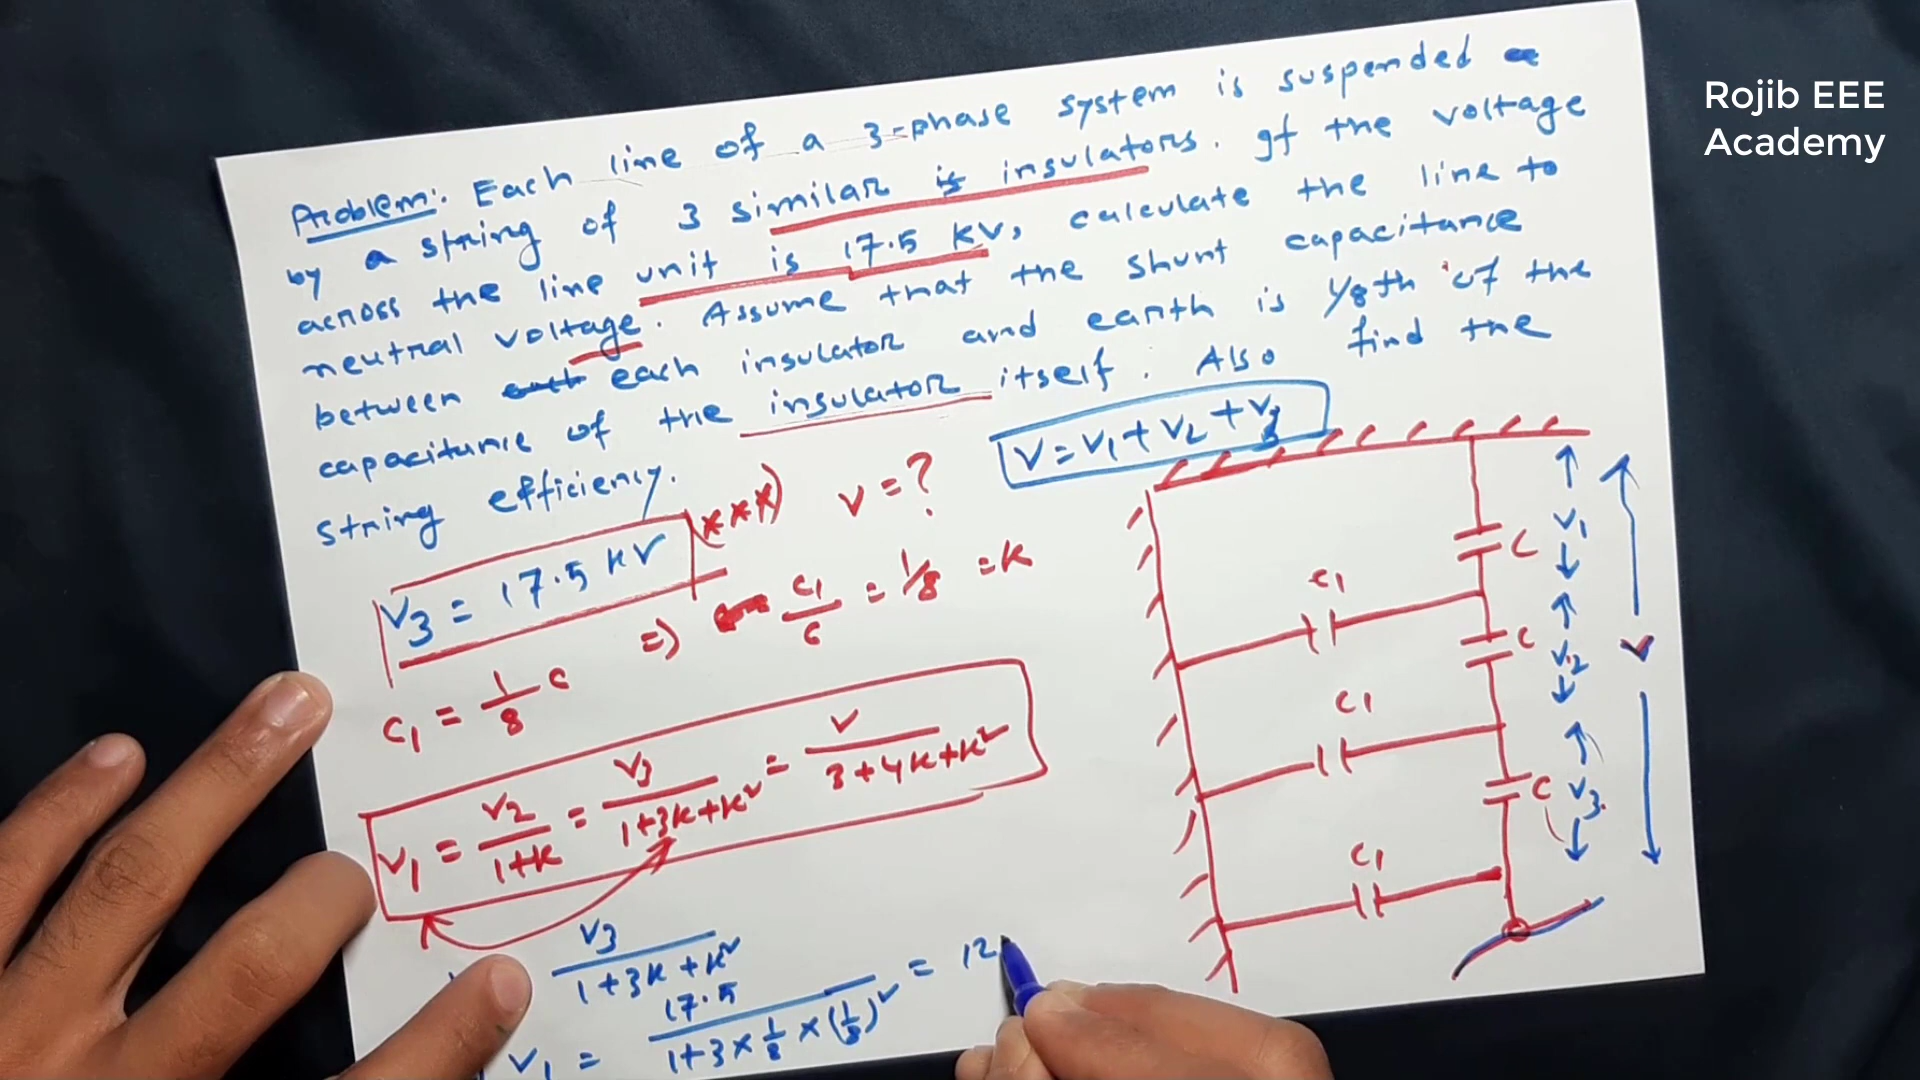 Rojib EEE
Academy
Problem: Each line of a 3-phase system is suspended
by a string of 3 similar insulators. If the voltage
across the line unit is 17.5 KV, calculate the line to
neutral voltage. Assume that the shunt capacitance
between each insulator and earth is 1/8th of the
capacitance of the insulator itself. Also find the
string efficiency.
V = V1 + V2 + V3
V3 = 17.5 KV (***) V = ?
C1 = 1/8 C => C1/C = 1/8 = K
V1 = V2/(1+K) = V3/(1+3K+K²) = V/(3+4K+K²)
V3/(1+3K+K²)
V1 = 17.5/(1+3×1/8×(1/8)²) = 12
C V1
C1
C V2
V
C1
C V3
C1